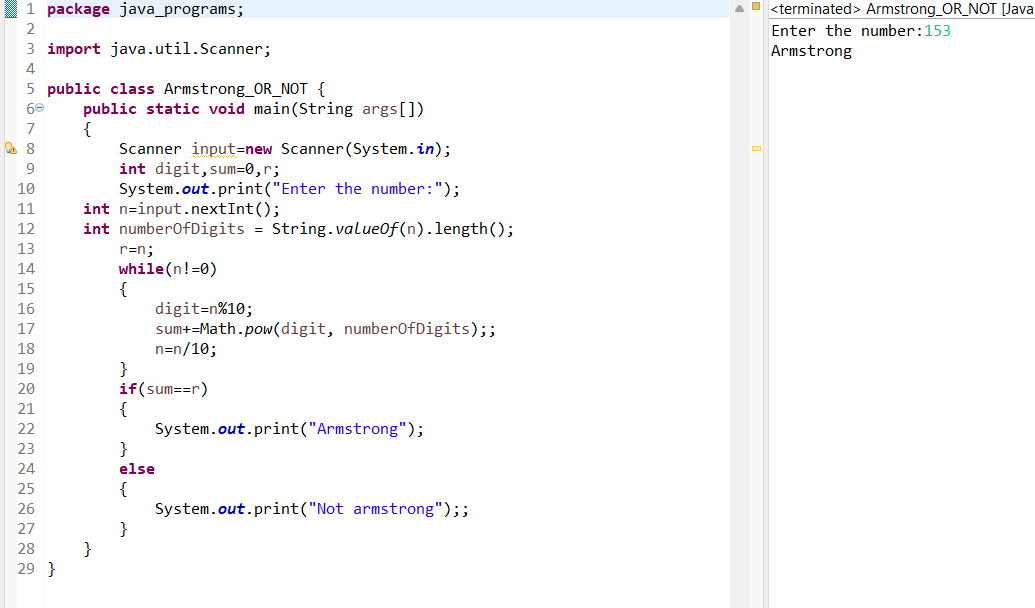 1 package java_programs;
2
3 import java.util.Scanner;
4
5 public class Armstrong_OR_NOT {
6 public static void main(String args[])
7 {
8 Scanner input=new Scanner(System.in);
9 int digit,sum=0,r;
10 System.out.print("Enter the number:");
11 int n=input.nextInt();
12 int numberOfDigits = String.valueOf(n).length();
13 r=n;
14 while(n!=0)
15 {
16 digit=n%10;
17 sum+=Math.pow(digit, numberOfDigits);;
18 n=n/10;
19 }
20 if(sum==r)
21 {
22 System.out.print("Armstrong");
23 }
24 else
25 {
26 System.out.print("Not armstrong");;
27 }
28 }
29 }
<terminated> Armstrong_OR_NOT [Java
Enter the number:153
Armstrong